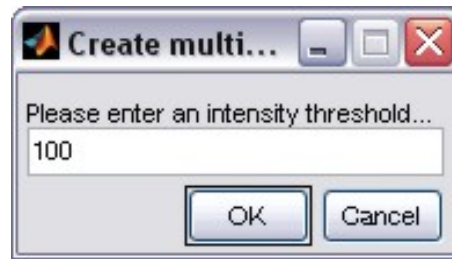 Create multi...
Please enter an intensity threshold...
100
OK Cancel